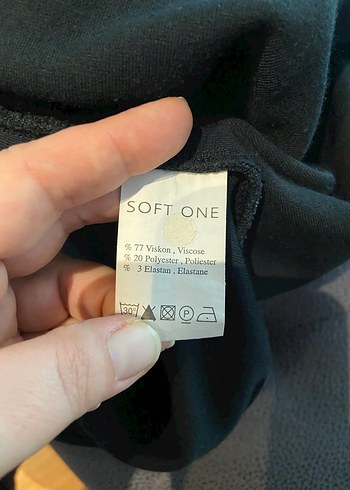 SOFT ONE
% 77 Viskon , Viscose
% 20 Polyester , Poliester
% 3 Elastan , Elastane
30°
P